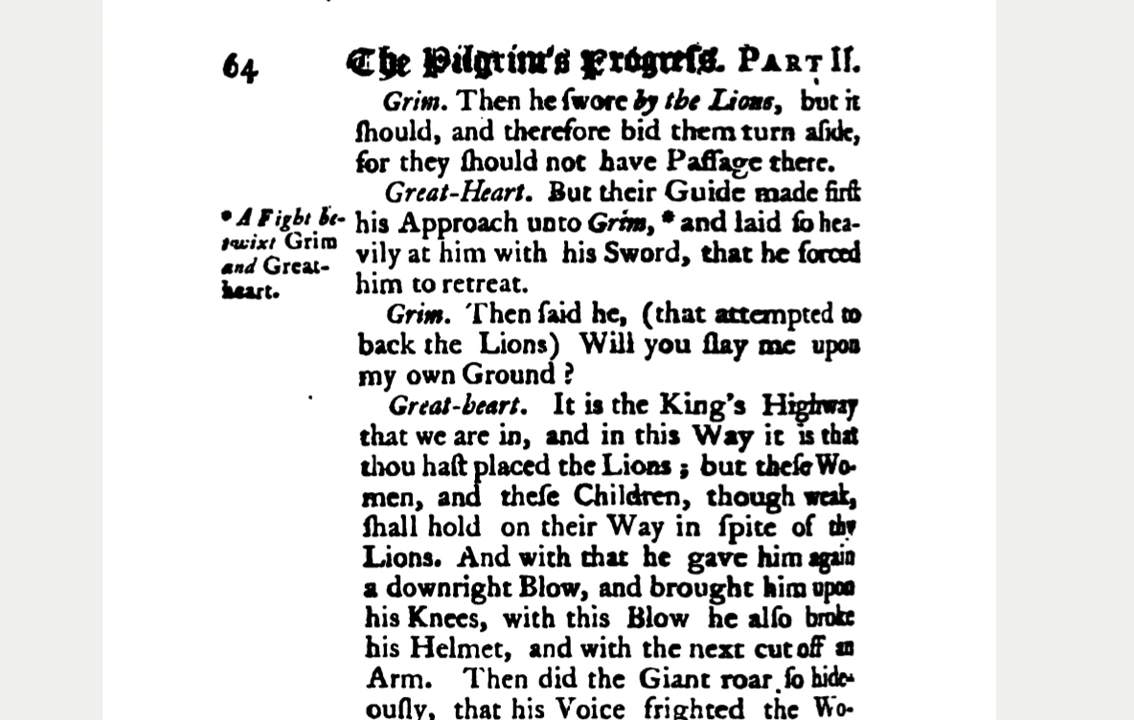 64 The Pilgrim's Progreſs. PART II.
Grim. Then he ſwore by the Lions, but it
ſhould, and therefore bid them turn aſide,
for they ſhould not have Paſſage there.
Great-Heart. But their Guide made firſt
his Approach unto Grim, * and laid ſo hea-
vily at him with his Sword, that he forced
him to retreat.
* A Fight be-
twixt Grim
and Great-
heart.
Grim. Then ſaid he, (that attempted to
back the Lions) Will you ſlay me upon
my own Ground ?
Great-heart. It is the King's Highway
that we are in, and in this Way it is that
thou haſt placed the Lions ; but theſe Wo-
men, and theſe Children, though weak,
ſhall hold on their Way in ſpite of thy
Lions. And with that he gave him again
a downright Blow, and brought him upon
his Knees, with this Blow he alſo broke
his Helmet, and with the next cut off an
Arm. Then did the Giant roar ſo hide-
ouſly, that his Voice frighted the Wo-